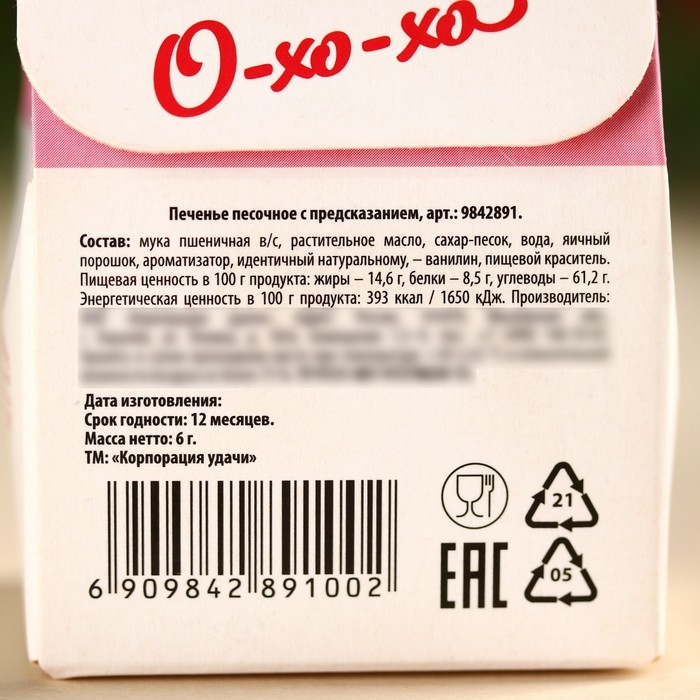 О-хо-хо
Печенье песочное с предсказанием, арт.: 9842891.
Состав: мука пшеничная в/с, растительное масло, сахар-песок, вода, яичный
порошок, ароматизатор, идентичный натуральному, – ванилин, пищевой краситель.
Пищевая ценность в 100 г продукта: жиры – 14,6 г, белки – 8,5 г, углеводы – 61,2 г.
Энергетическая ценность в 100 г продукта: 393 ккал / 1650 кДж. Производитель:
Дата изготовления:
Срок годности: 12 месяцев.
Масса нетто: 6 г.
ТМ: «Корпорация удачи»
6 909842 891002
21
EAC
05